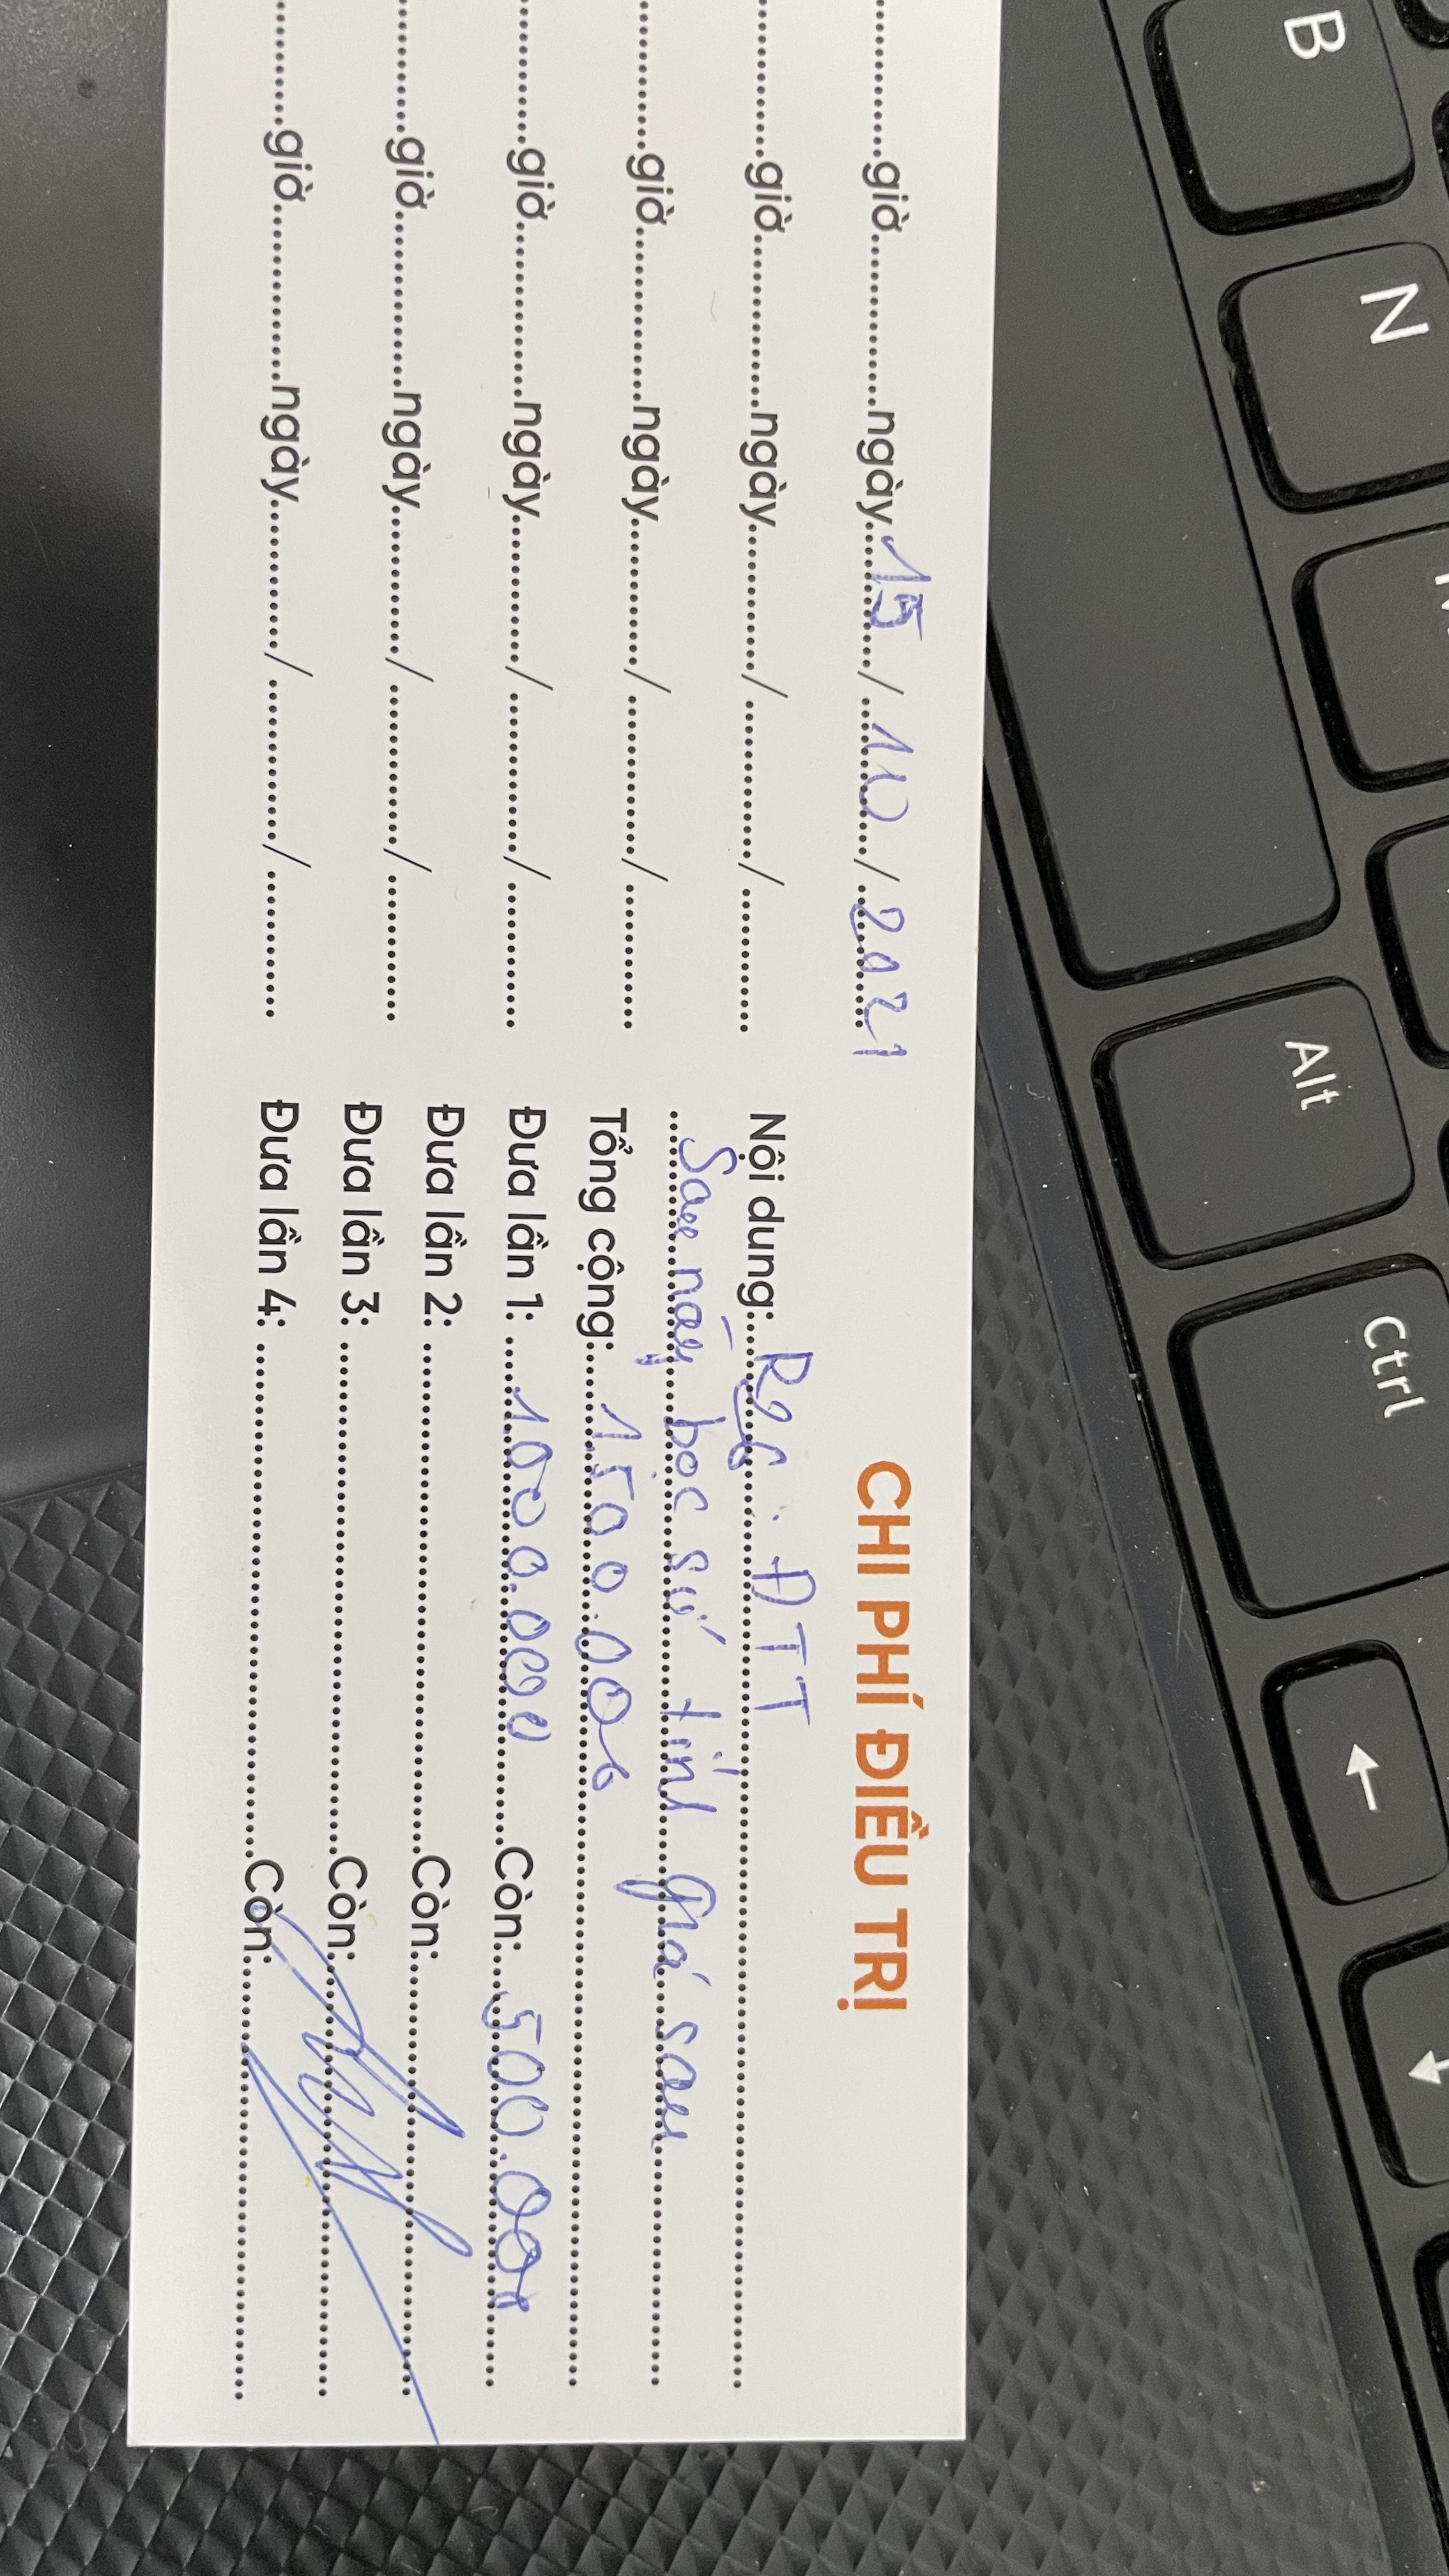 ............giờ..................ngày.....15...../.....10...../.....2021
............giờ..................ngày.............../.............../............
............giờ..................ngày.............../.............../............
............giờ..................ngày.............../.............../............
............giờ..................ngày.............../.............../............
............giờ..................ngày.............../.............../............
CHI PHÍ ĐIỀU TRỊ
Nội dung:....R26. ĐTT
Sau này bọc sứ tính giá sau
Tổng cộng:....1.500.000
Đưa lần 1: ....1.000.000........Còn:....500.000
Đưa lần 2: ........................Còn:........................
Đưa lần 3: ........................Còn:........................
Đưa lần 4: ........................Còn:........................
B
N
Alt
Ctrl